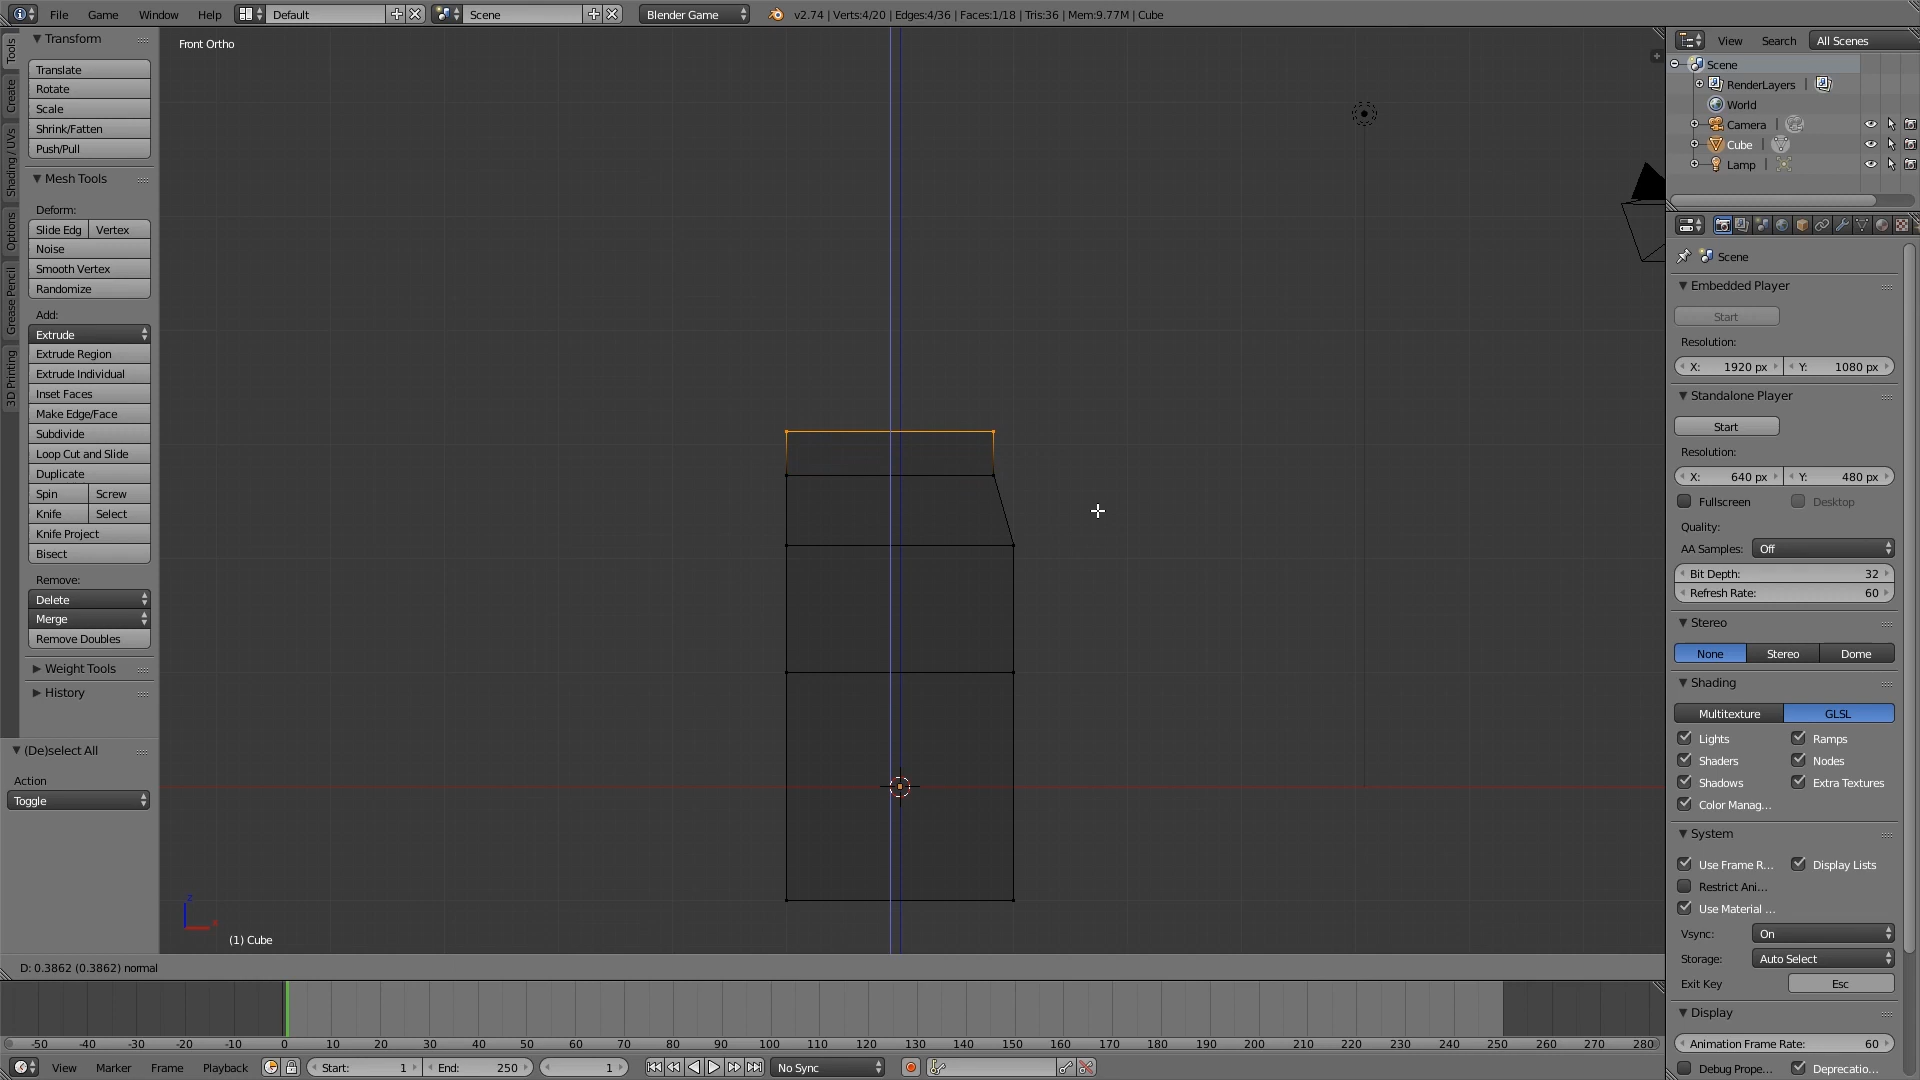 File Game Window Help Default Scene Blender Game v2.74 | Verts:4/20 | Edges:4/36 | Faces:1/18 | Tris:36 | Mem:9.77M | Cube
Tools
Create
Shading / UVs
Options
Grease Pencil
3D Printing
Transform
Translate
Rotate
Scale
Shrink/Fatten
Push/Pull
Mesh Tools
Deform:
Slide Edg Vertex
Noise
Smooth Vertex
Randomize
Add:
Extrude
Extrude Region
Extrude Individual
Inset Faces
Make Edge/Face
Subdivide
Loop Cut and Slide
Duplicate
Spin Screw
Knife Select
Knife Project
Bisect
Remove:
Delete
Merge
Remove Doubles
Weight Tools
History
(De)select All
Action
Toggle
Front Ortho
z
x
(1) Cube
D: 0.3862 (0.3862) normal
View Search All Scenes
Scene
RenderLayers
World
Camera
Cube
Lamp
Scene
Embedded Player
Start
Resolution:
X: 1920 px Y: 1080 px
Standalone Player
Start
Resolution:
X: 640 px Y: 480 px
Fullscreen Desktop
Quality:
AA Samples: Off
Bit Depth: 32
Refresh Rate: 60
Stereo
None Stereo Dome
Shading
Multitexture GLSL
Lights Ramps
Shaders Nodes
Shadows Extra Textures
Color Manag...
System
Use Frame R... Display Lists
Restrict Ani...
Use Material ...
Vsync: On
Storage: Auto Select
Exit Key Esc
Display
Animation Frame Rate: 60
Debug Prope... Deprecatio...
-50 -40 -30 -20 -10 0 10 20 30 40 50 60 70 80 90 100 110 120 130 140 150 160 170 180 190 200 210 220 230 240 250 260 270 280
View Marker Frame Playback Start: 1 End: 250 1 No Sync